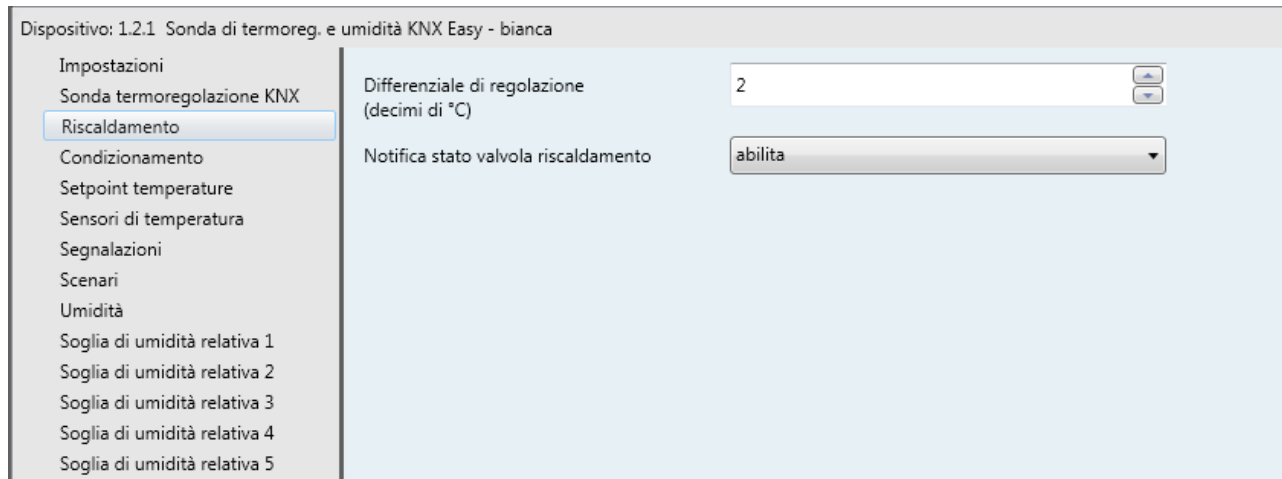 Dispositivo: 1.2.1 Sonda di termoreg. e umidità KNX Easy - bianca
Impostazioni
Sonda termoregolazione KNX
Riscaldamento
Condizionamento
Setpoint temperature
Sensori di temperatura
Segnalazioni
Scenari
Umidità
Soglia di umidità relativa 1
Soglia di umidità relativa 2
Soglia di umidità relativa 3
Soglia di umidità relativa 4
Soglia di umidità relativa 5
Differenziale di regolazione
(decimi di °C)
2
Notifica stato valvola riscaldamento
abilita